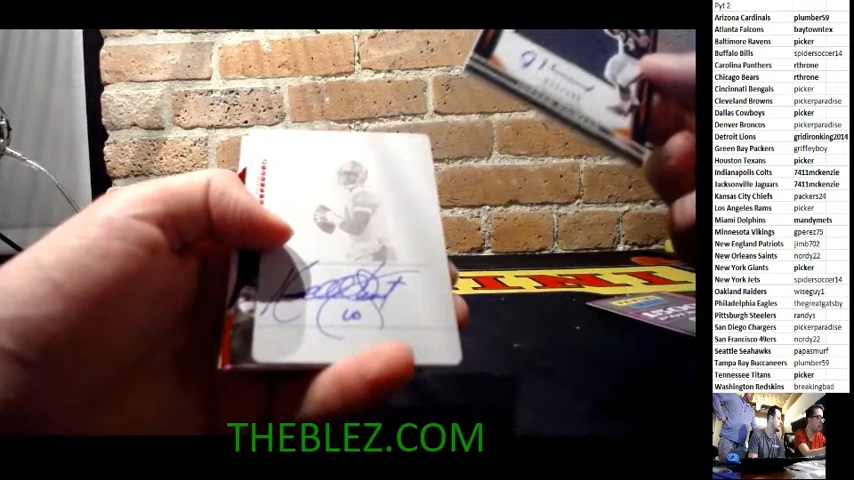 Pyt 2
Arizona Cardinals plumber59
Atlanta Falcons baytowntex
Baltimore Ravens picker
Buffalo Bills spidersoccer14
Carolina Panthers rthrone
Chicago Bears rthrone
Cincinnati Bengals picker
Cleveland Browns pickerparadise
Dallas Cowboys picker
Denver Broncos pickerparadise
Detroit Lions gridironking2014
Green Bay Packers griffeyboy
Houston Texans picker
Indianapolis Colts 7411mckenzie
Jacksonville Jaguars 7411mckenzie
Kansas City Chiefs packers24
Los Angeles Rams picker
Miami Dolphins mandymets
Minnesota Vikings gperez75
New England Patriots jimb702
New Orleans Saints nordy22
New York Giants picker
New York Jets spidersoccer14
Oakland Raiders wiseguy1
Philadelphia Eagles thegreatgatsby
Pittsburgh Steelers randys
San Diego Chargers pickerparadise
San Francisco 49ers nordy22
Seattle Seahawks papasmurf
Tampa Bay Buccaneers plumber59
Tennessee Titans picker
Washington Redskins breakingbad
THEBLEZ.COM